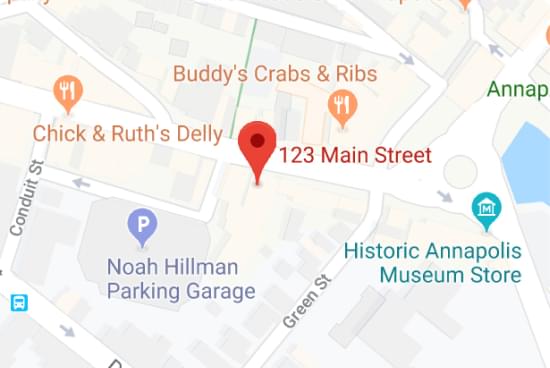 Buddy's Crabs & Ribs
Annap
Chick & Ruth's Delly
123 Main Street
Conduit St
P
Historic Annapolis
Museum Store
Noah Hillman
Parking Garage
Green St